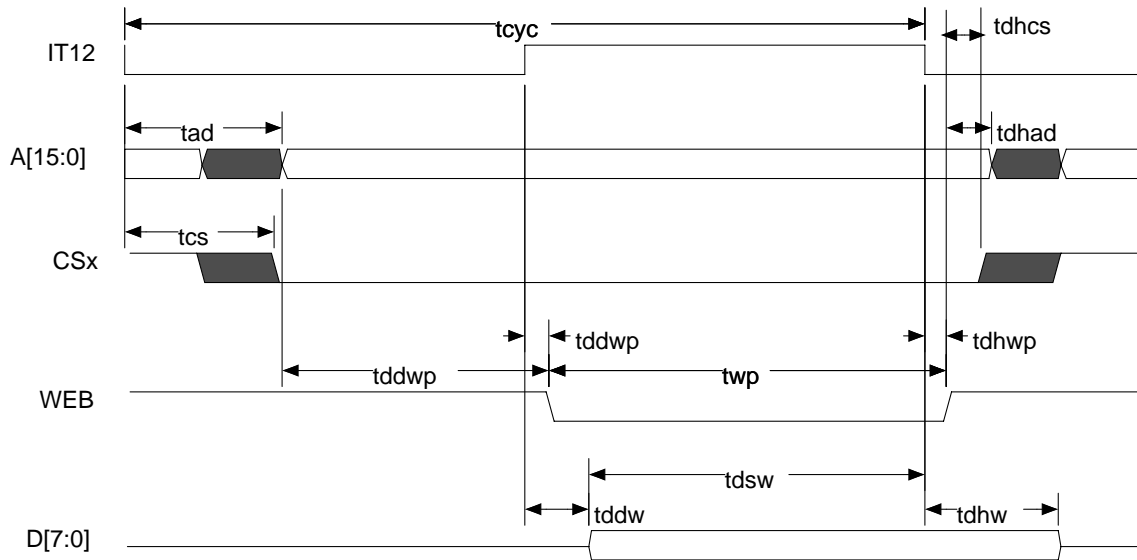 tcyc
tdhcs
IT12
tad
tdhad
A[15:0]
tcs
CSx
tddwp
tdhwp
tddwp
twp
WEB
tdsw
tddw
tdhw
D[7:0]